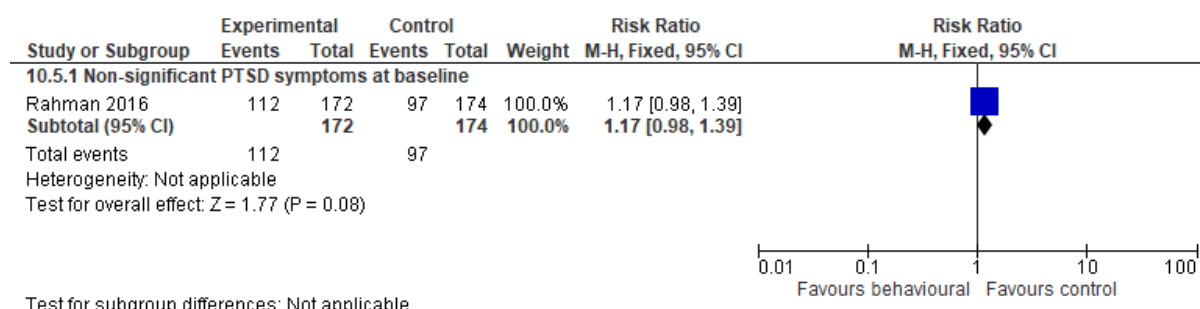 Experimental Control Risk Ratio Risk Ratio
Study or Subgroup Events Total Events Total Weight M-H, Fixed, 95% CI M-H, Fixed, 95% CI
10.5.1 Non-significant PTSD symptoms at baseline
Rahman 2016 112 172 97 174 100.0% 1.17 [0.98, 1.39]
Subtotal (95% CI) 172 174 100.0% 1.17 [0.98, 1.39]
Total events 112 97
Heterogeneity: Not applicable
Test for overall effect: Z = 1.77 (P = 0.08)
0.01 0.1 1 10 100
Favours behavioural Favours control
Test for subgroup differences: Not applicable